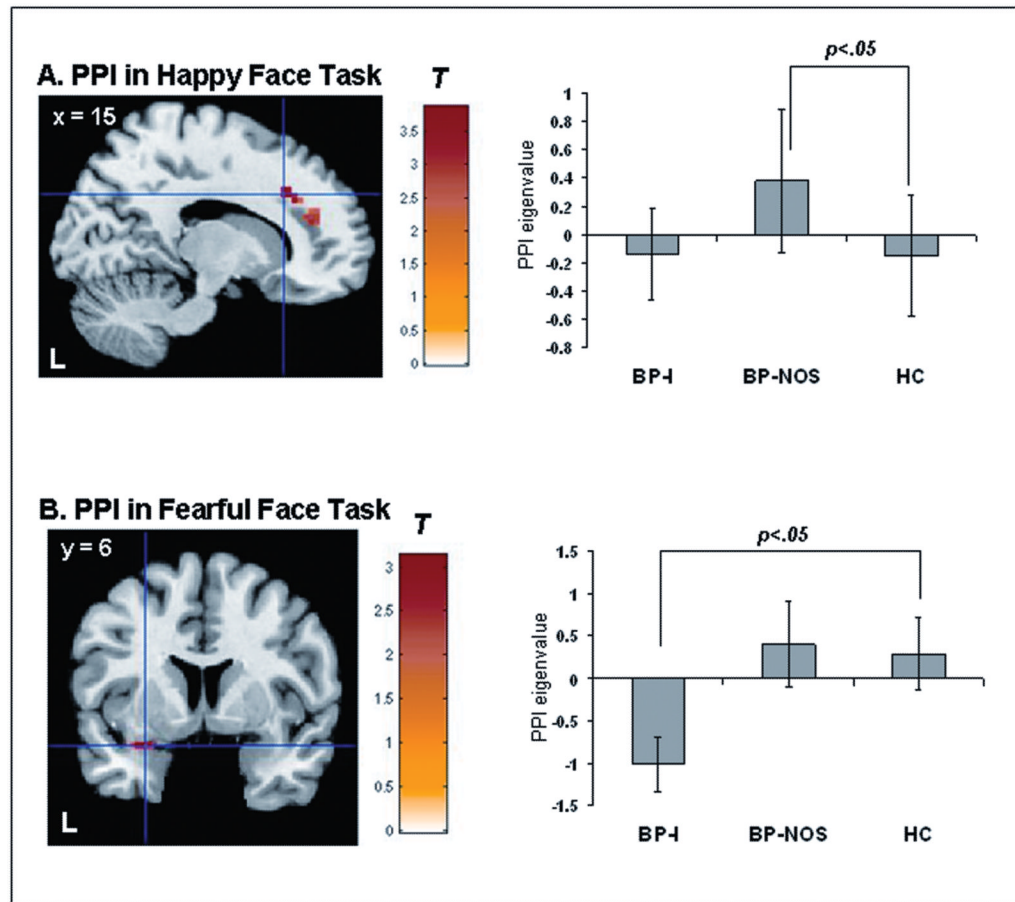 A. PPI in Happy Face Task
T
x = 15
L
3.5
3
2.5
2
1.5
1
0.5
0
p<.05
PPI eigenvalue
1
0.8
0.6
0.4
0.2
0
-0.2
-0.4
-0.6
-0.8
BP-I BP-NOS HC
B. PPI in Fearful Face Task
T
y = 6
L
3
2.5
2
1.5
1
0.5
0
p<.05
PPI eigenvalue
1.5
1
0.5
0
-0.5
-1
-1.5
BP-I BP-NOS HC